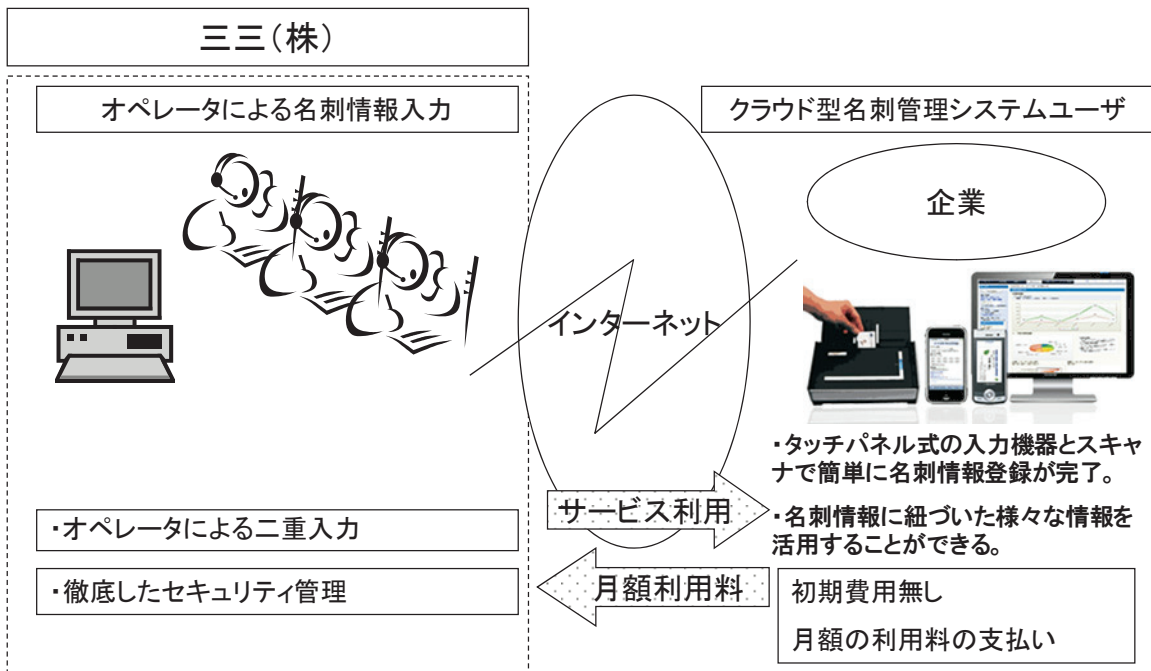 三三(株)
オペレータによる名刺情報入力
クラウド型名刺管理システムユーザ
企業
インターネット
・タッチパネル式の入力機器とスキャ
ナで簡単に名刺情報登録が完了。
・名刺情報に紐づいた様々な情報を
活用することができる。
サービス利用
・オペレータによる二重入力
月額利用料
・徹底したセキュリティ管理
初期費用無し
月額の利用料の支払い